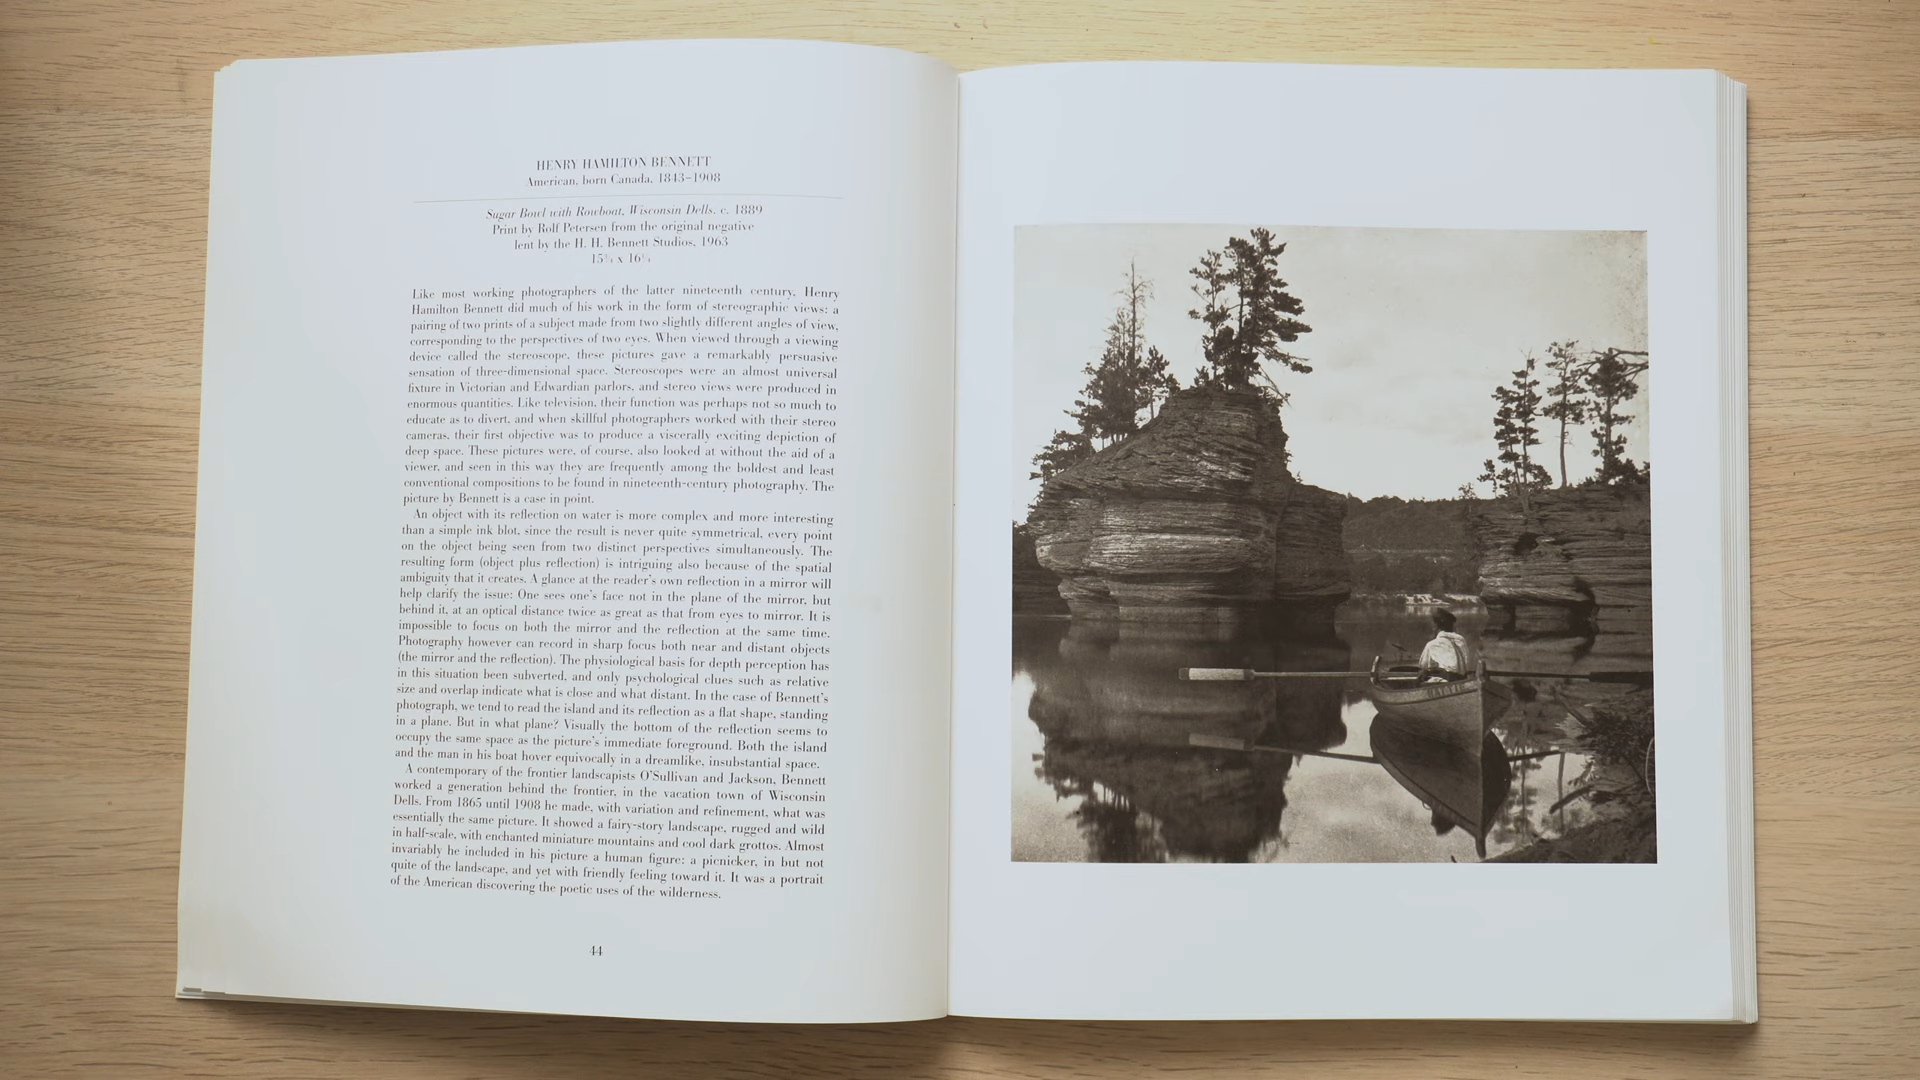 HENRY HAMILTON BENNETT
American, born Canada, 1843–1908
Sugar Bowl with Rowboat, Wisconsin Dells. c. 1889
Print by Rolf Petersen from the original negative
lent by the H. H. Bennett Studios, 1963
15¾ x 16¼
Like most working photographers of the latter nineteenth century, Henry
Hamilton Bennett did much of his work in the form of stereographic views: a
pairing of two prints of a subject made from two slightly different angles of view,
corresponding to the perspectives of two eyes. When viewed through a viewing
device called the stereoscope, these pictures gave a remarkably persuasive
sensation of three-dimensional space. Stereoscopes were an almost universal
fixture in Victorian and Edwardian parlors, and stereo views were produced in
enormous quantities. Like television, their function was perhaps not so much to
educate as to divert, and when skillful photographers worked with their stereo
cameras, their first objective was to produce a viscerally exciting depiction of
deep space. These pictures were, of course, also looked at without the aid of a
viewer, and seen in this way they are frequently among the boldest and least
conventional compositions to be found in nineteenth-century photography. The
picture by Bennett is a case in point.
An object with its reflection on water is more complex and more interesting
than a simple ink blot, since the result is never quite symmetrical, every point
on the object being seen from two distinct perspectives simultaneously. The
resulting form (object plus reflection) is intriguing also because of the spatial
ambiguity that it creates. A glance at the reader's own reflection in a mirror will
help clarify the issue: One sees one's face not in the plane of the mirror, but
behind it, at an optical distance twice as great as that from eyes to mirror. It is
impossible to focus on both the mirror and the reflection at the same time.
Photography however can record in sharp focus both near and distant objects
(the mirror and the reflection). The physiological basis for depth perception has
in this situation been subverted, and only psychological clues such as relative
size and overlap indicate what is close and what distant. In the case of Bennett's
photograph, we tend to read the island and its reflection as a flat shape, standing
in a plane. But in what plane? Visually the bottom of the reflection seems to
occupy the same space as the picture's immediate foreground. Both the island
and the man in his boat hover equivocally in a dreamlike, insubstantial space.
A contemporary of the frontier landscapists O'Sullivan and Jackson, Bennett
worked a generation behind the frontier, in the vacation town of Wisconsin
Dells. From 1865 until 1908 he made, with variation and refinement, what was
essentially the same picture. It showed a fairy-story landscape, rugged and wild
in half-scale, with enchanted miniature mountains and cool dark grottos. Almost
invariably he included in his picture a human figure: a picnicker, in but not
quite of the landscape, and yet with friendly feeling toward it. It was a portrait
of the American discovering the poetic uses of the wilderness.
44